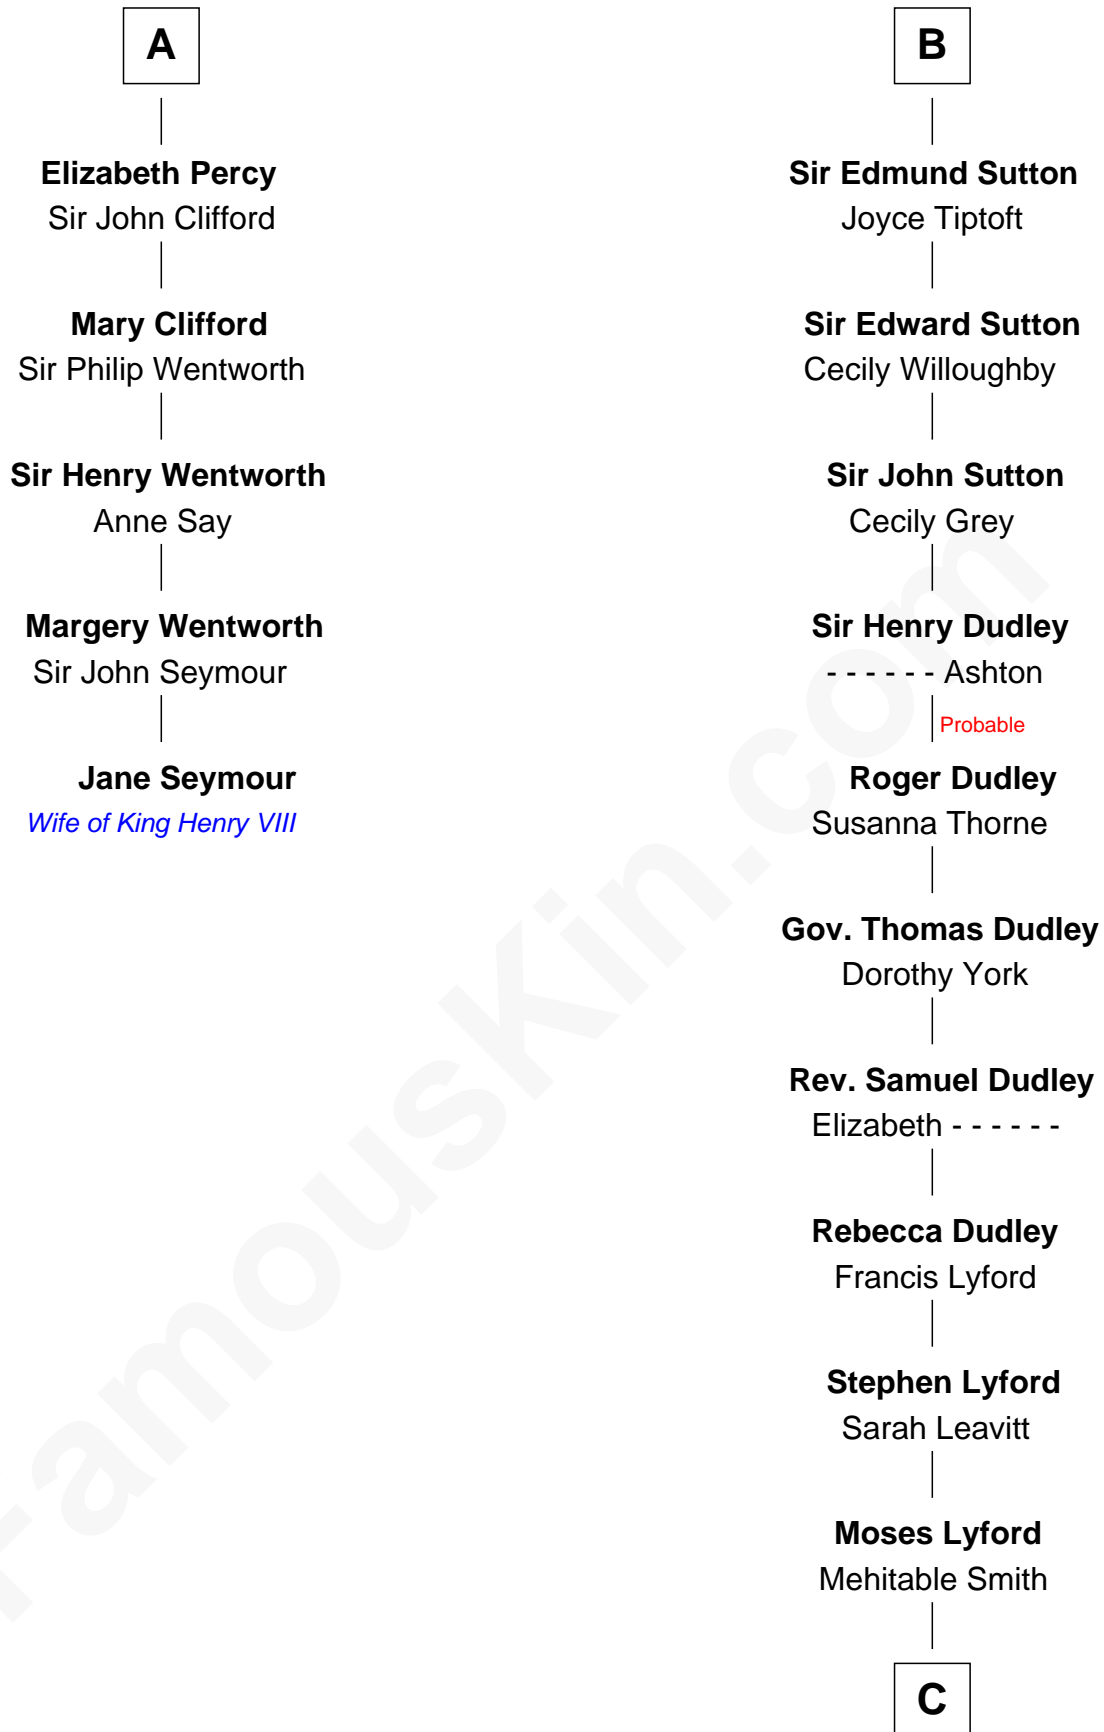 A
Elizabeth Percy
Sir John Clifford
Mary Clifford
Sir Philip Wentworth
Sir Henry Wentworth
Anne Say
Margery Wentworth
Sir John Seymour
Jane Seymour
Wife of King Henry VIII
B
Sir Edmund Sutton
Joyce Tiptoft
Sir Edward Sutton
Cecily Willoughby
Sir John Sutton
Cecily Grey
Sir Henry Dudley
- - - - - - Ashton
Probable
Roger Dudley
Susanna Thorne
Gov. Thomas Dudley
Dorothy York
Rev. Samuel Dudley
Elizabeth - - - - - -
Rebecca Dudley
Francis Lyford
Stephen Lyford
Sarah Leavitt
Moses Lyford
Mehitable Smith
C
FamousKin.com